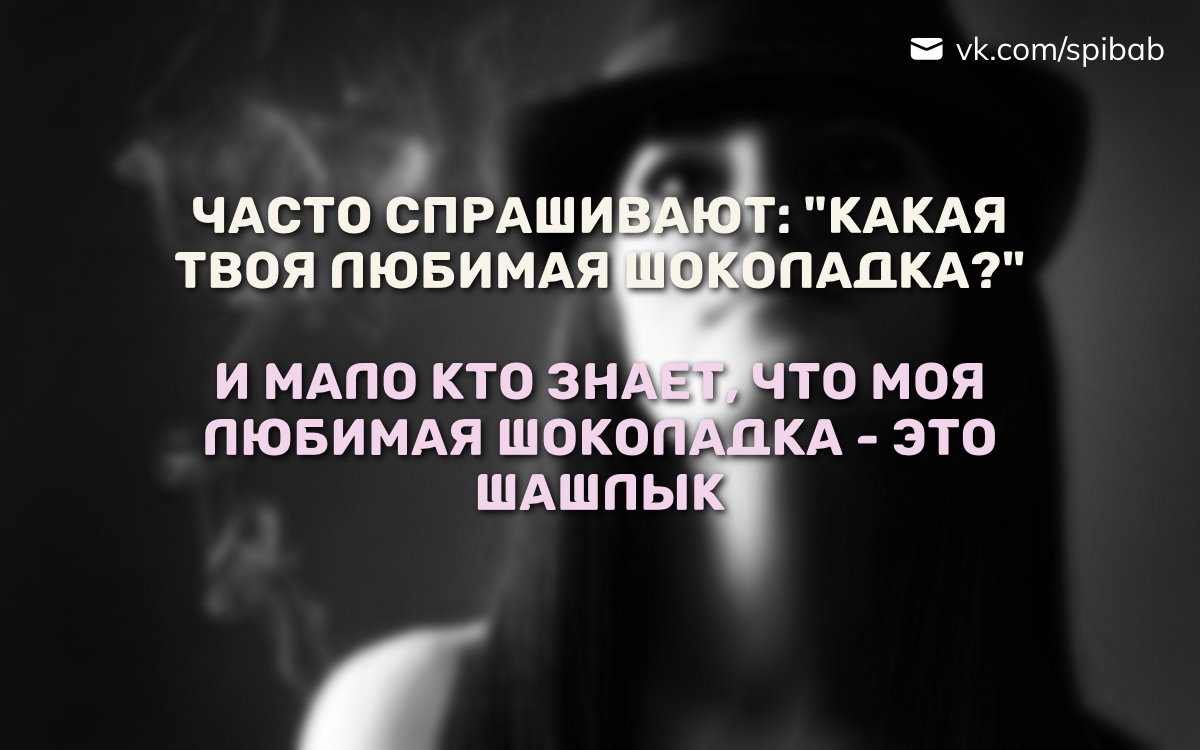 vk.com/spibab
ЧАСТО СПРАШИВАЮТ: "КАКАЯ
ТВОЯ ЛЮБИМАЯ ШОКОЛАДКА?"
И МАЛО КТО ЗНАЕТ, ЧТО МОЯ
ЛЮБИМАЯ ШОКОЛАДКА - ЭТО
ШАШЛЫК